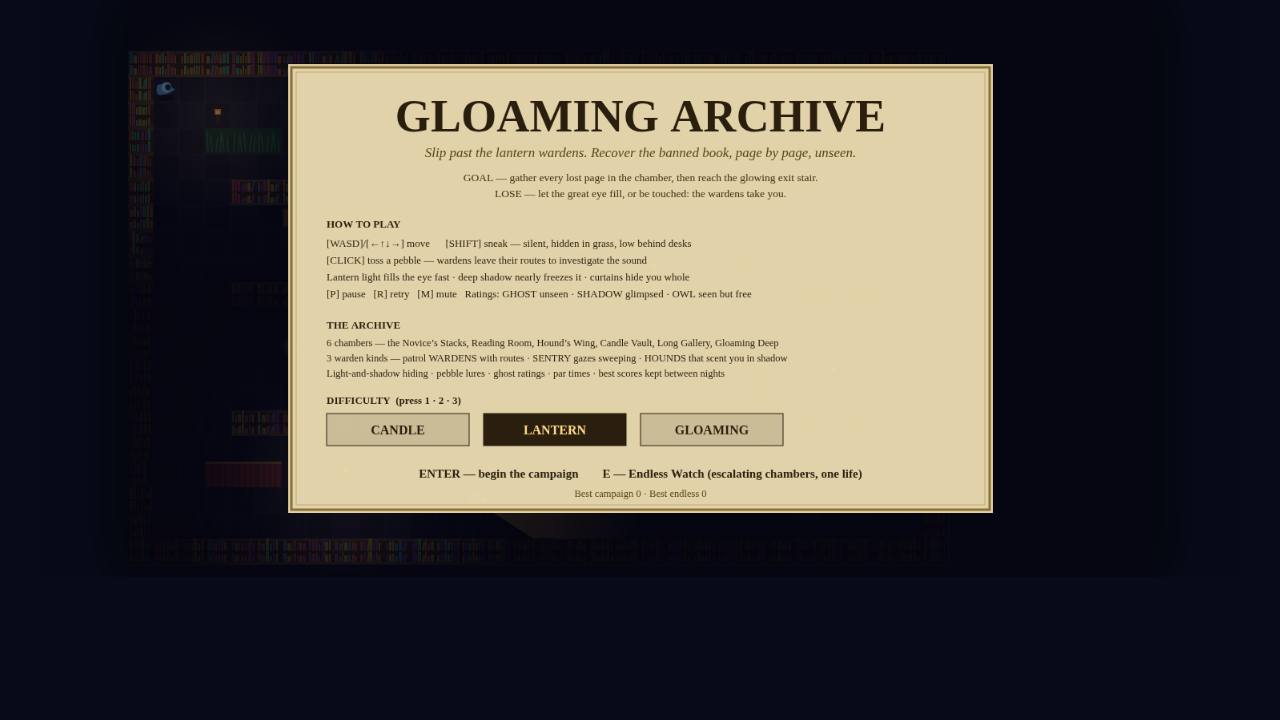 GLOAMING ARCHIVE
Slip past the lantern wardens. Recover the banned book, page by page, unseen.
GOAL — gather every lost page in the chamber, then reach the glowing exit stair.
LOSE — let the great eye fill, or be touched: the wardens take you.
HOW TO PLAY
[WASD]/[←↑↓→] move [SHIFT] sneak — silent, hidden in grass, low behind desks
[CLICK] toss a pebble — wardens leave their routes to investigate the sound
Lantern light fills the eye fast · deep shadow nearly freezes it · curtains hide you whole
[P] pause [R] retry [M] mute Ratings: GHOST unseen · SHADOW glimpsed · OWL seen but free
THE ARCHIVE
6 chambers — the Novice’s Stacks, Reading Room, Hound’s Wing, Candle Vault, Long Gallery, Gloaming Deep
3 warden kinds — patrol WARDENS with routes · SENTRY gazes sweeping · HOUNDS that scent you in shadow
Light-and-shadow hiding · pebble lures · ghost ratings · par times · best scores kept between nights
DIFFICULTY (press 1 · 2 · 3)
CANDLE LANTERN GLOAMING
ENTER — begin the campaign E — Endless Watch (escalating chambers, one life)
Best campaign 0 · Best endless 0